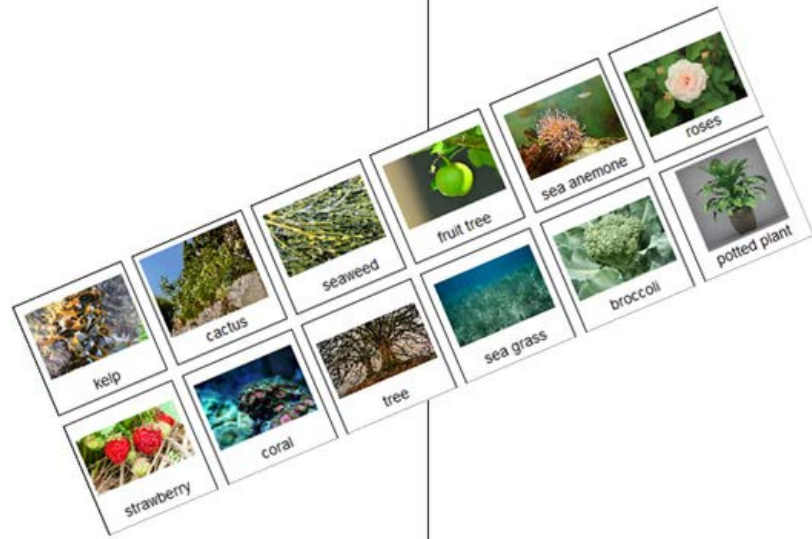 kelp
cactus
seaweed
fruit tree
sea anemone
roses
strawberry
coral
tree
sea grass
broccoli
potted plant